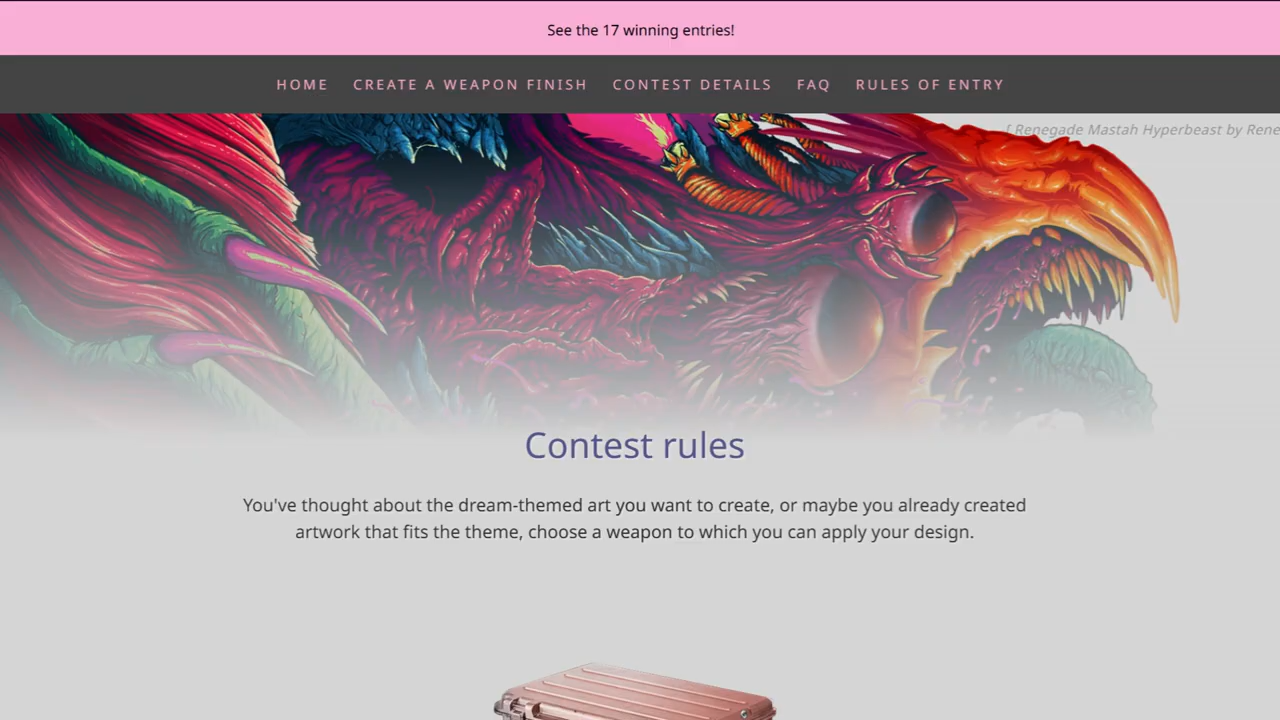 See the 17 winning entries!
HOME CREATE A WEAPON FINISH CONTEST DETAILS FAQ RULES OF ENTRY
[ Renegade Mastah Hyperbeast by Rene
Contest rules
You've thought about the dream-themed art you want to create, or maybe you already created
artwork that fits the theme, choose a weapon to which you can apply your design.